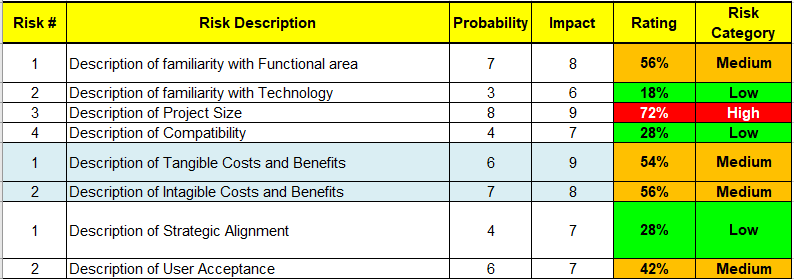 Risk # Risk Description Probability Impact Rating Risk Category
1 Description of familiarity with Functional area 7 8 56% Medium
2 Description of familiarity with Technology 3 6 18% Low
3 Description of Project Size 8 9 72% High
4 Description of Compatibility 4 7 28% Low
1 Description of Tangible Costs and Benefits 6 9 54% Medium
2 Description of Intagible Costs and Benefits 7 8 56% Medium
1 Description of Strategic Alignment 4 7 28% Low
2 Description of User Acceptance 6 7 42% Medium